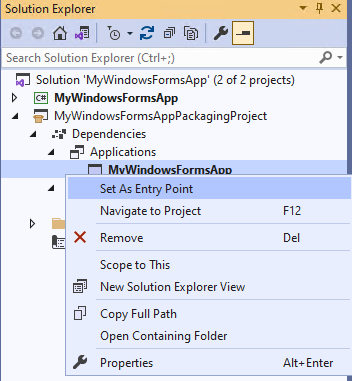 Solution Explorer
Search Solution Explorer (Ctrl+;)
Solution 'MyWindowsFormsApp' (2 of 2 projects)
C# MyWindowsFormsApp
MyWindowsFormsAppPackagingProject
Dependencies
Applications
MyWindowsFormsApp
Set As Entry Point
Navigate to Project F12
Remove Del
Scope to This
New Solution Explorer View
Copy Full Path
Open Containing Folder
Properties Alt+Enter